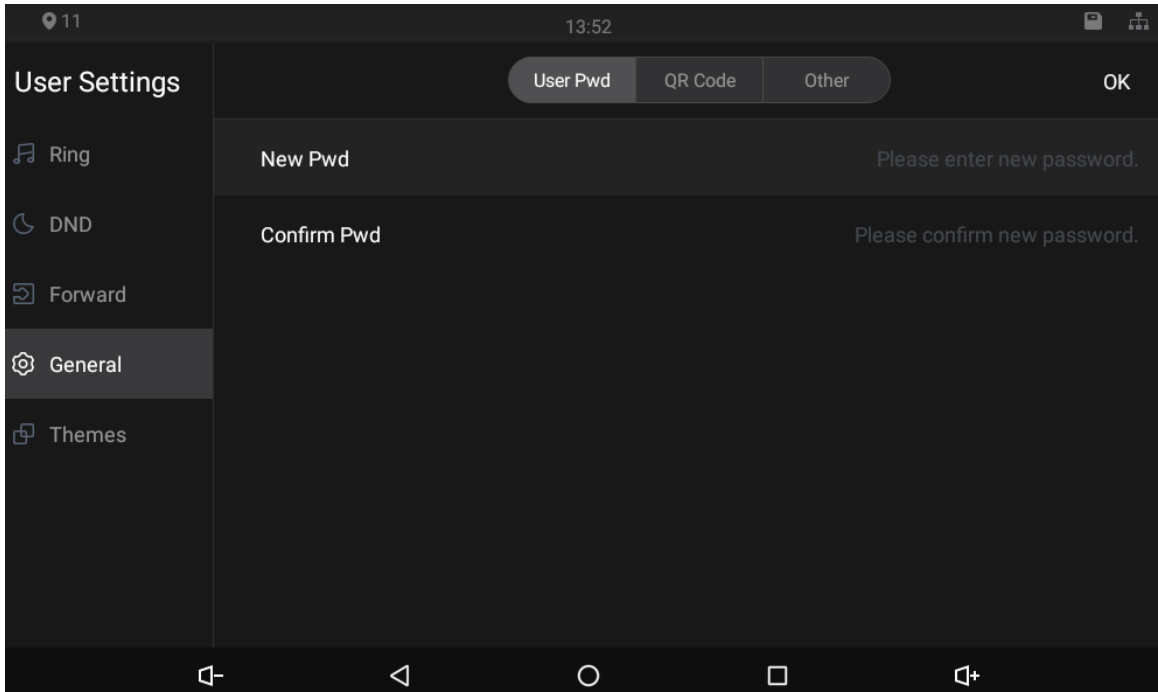 11
13:52
User Settings
User Pwd
QR Code
Other
OK
Ring
New Pwd
Please enter new password.
DND
Confirm Pwd
Please confirm new password.
Forward
General
Themes